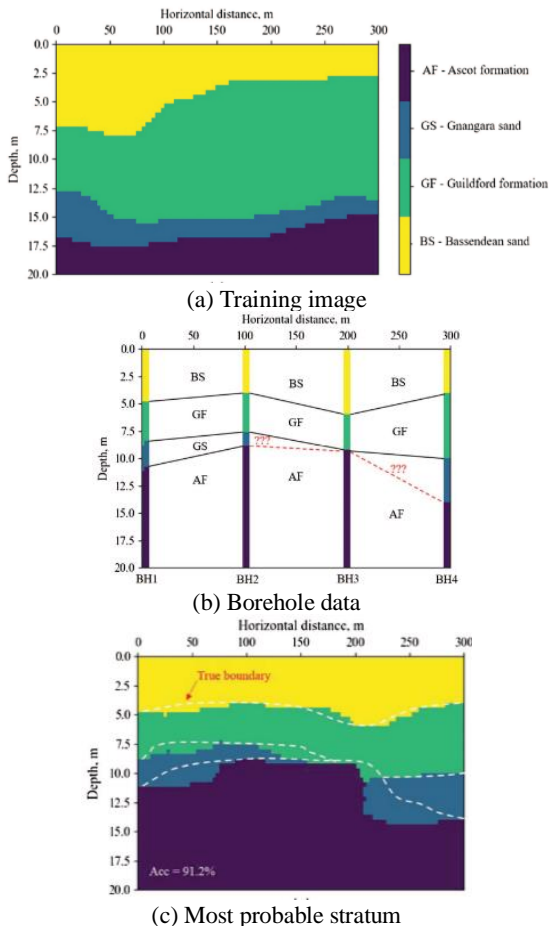 Horizontal distance, m
0 50 100 150 200 250 300
0.0
2.5
5.0
7.5
10.0
12.5
15.0
17.5
20.0
Depth, m
AF - Ascot formation
GS - Gnangara sand
GF - Guildford formation
BS - Bassendean sand
(a) Training image
Horizontal distance, m
0 50 100 150 200 250 300
0.0
2.5
5.0
7.5
10.0
12.5
15.0
17.5
20.0
Depth, m
BS BS BS
GF GF GF
GS ??? ???
AF AF AF
BH1 BH2 BH3 BH4
(b) Borehole data
Horizontal distance, m
0 50 100 150 200 250 300
0.0
2.5
5.0
7.5
10.0
12.5
15.0
17.5
20.0
Depth, m
True boundary
Acc = 91.2%
(c) Most probable stratum